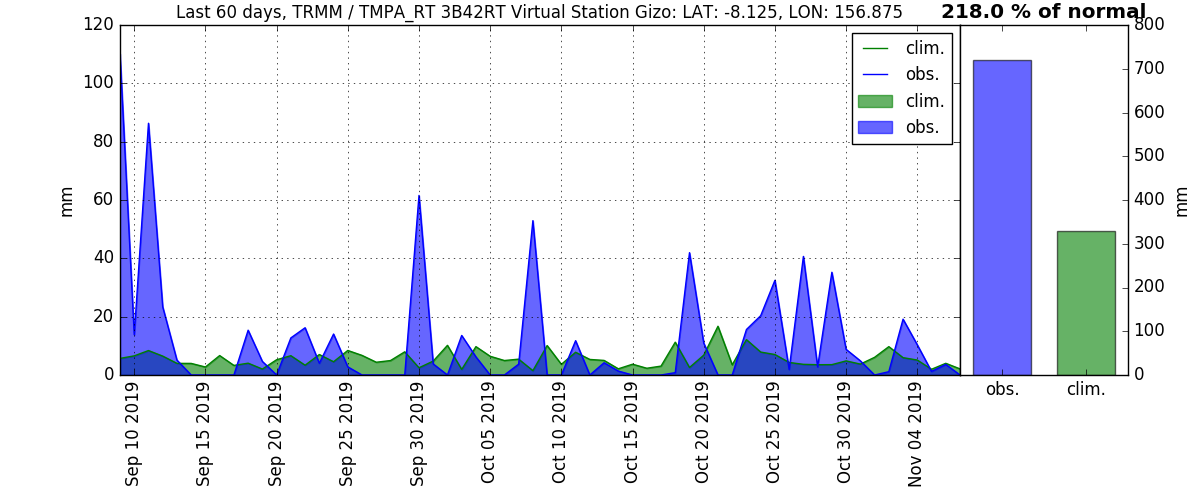 Last 60 days, TRMM / TMPA_RT 3B42RT Virtual Station Gizo: LAT: -8.125, LON: 156.875
218.0 % of normal
120
100
80
60
40
20
0
mm
clim.
obs.
clim.
obs.
800
700
600
500
400
300
200
100
0
mm
Sep 10 2019
Sep 15 2019
Sep 20 2019
Sep 25 2019
Sep 30 2019
Oct 05 2019
Oct 10 2019
Oct 15 2019
Oct 20 2019
Oct 25 2019
Oct 30 2019
Nov 04 2019
obs.
clim.